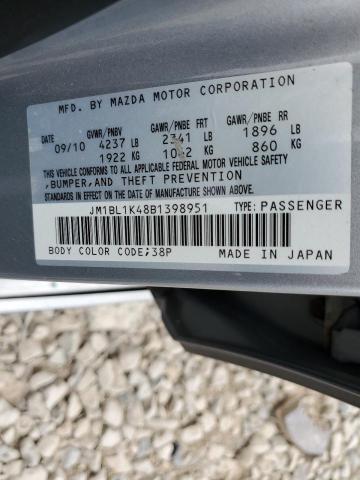 MFD. BY MAZDA MOTOR CORPORATION
GVWR/PNBV GAWR/PNBE FRT GAWR/PNBE RR
09/10 4237 LB 2341 LB 1896 LB
1922 KG KG 860 KG
THIS VEHICLE CONFORMS TO ALL APPLICABLE FEDERAL MOTOR VEHICLE SAFETY
,BUMPER,AND THEFT PREVENTION
STANDARDS IN EFFECT ON THE DATE OF MANUFACTURE SHOWN ABOVE.
JM1BL1K48B1398951 TYPE:PASSENGER
BODY COLOR CODE;38P MADE IN JAPAN